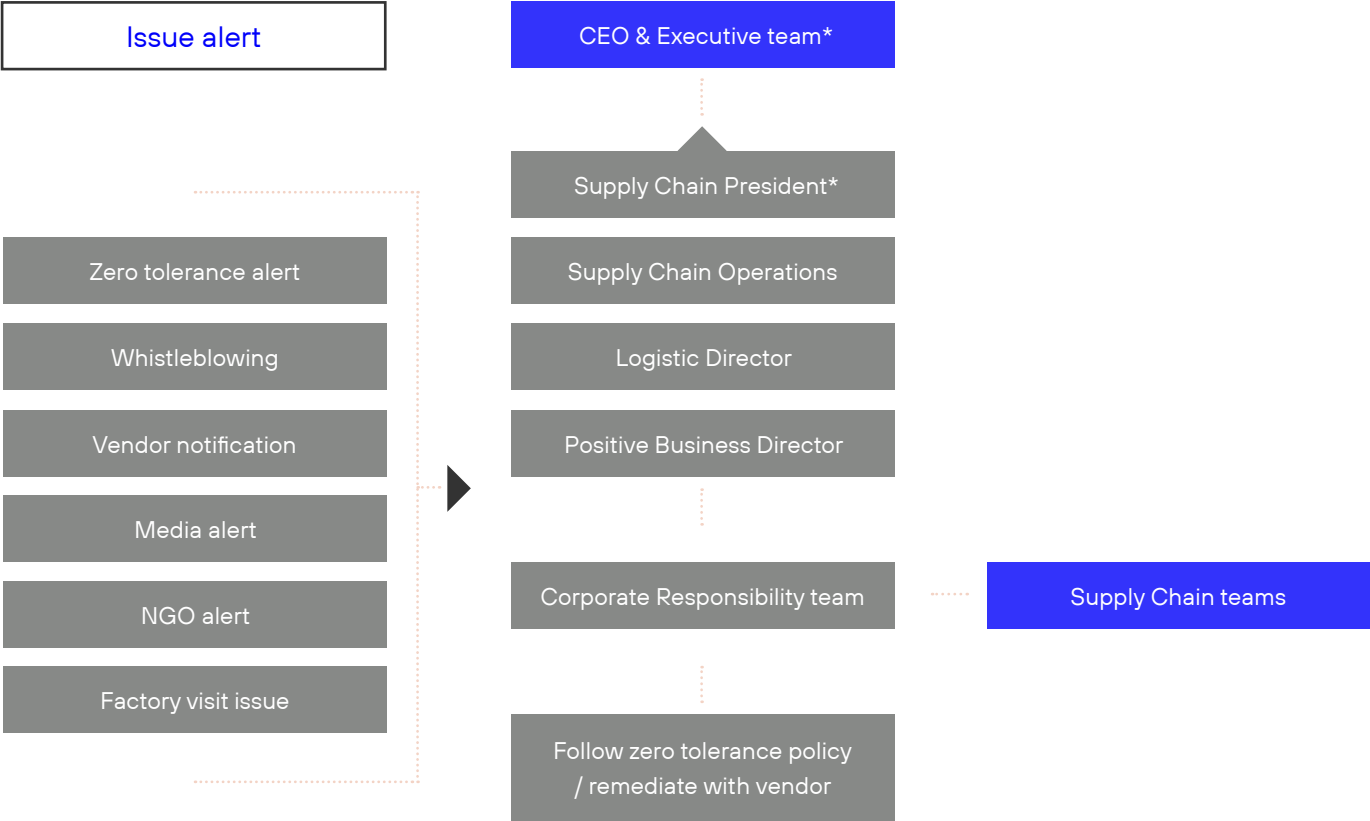 Issue alert
Zero tolerance alert
Whistleblowing
Vendor notification
Media alert
NGO alert
Factory visit issue
CEO & Executive team*
Supply Chain President*
Supply Chain Operations
Logistic Director
Positive Business Director
Corporate Responsibility team
Supply Chain teams
Follow zero tolerance policy
/ remediate with vendor